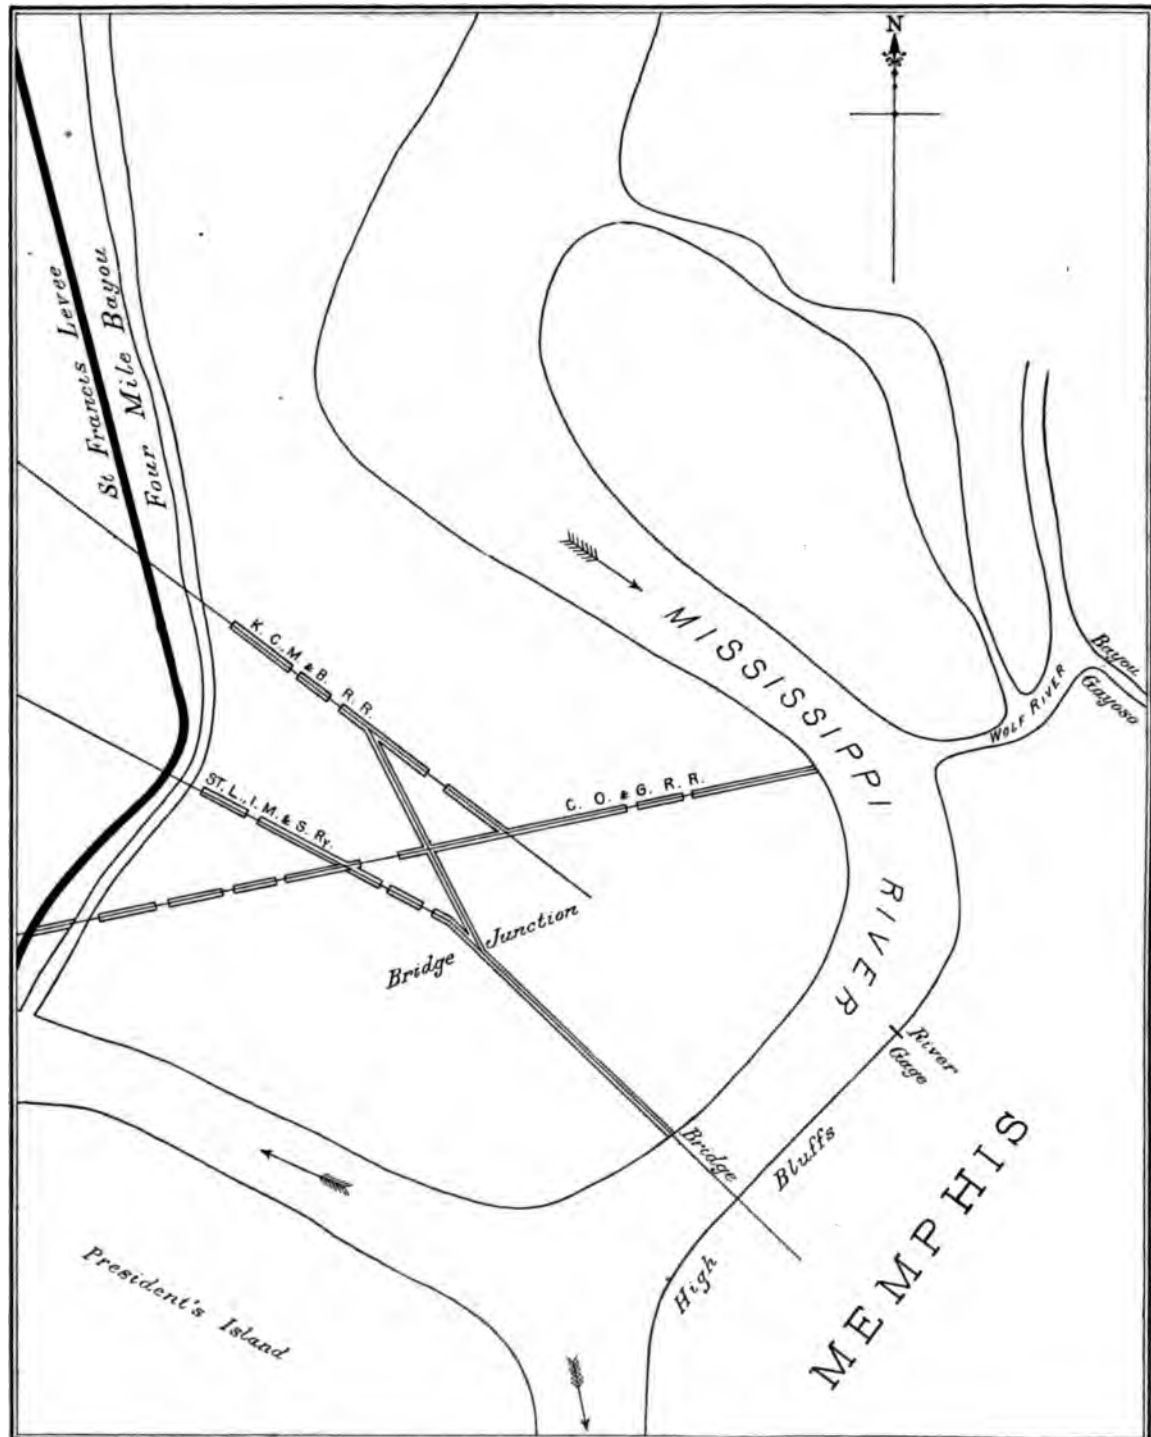 N
St Francis Levee
Four Mile Bayou
MISSISSIPPI RIVER
K. C., M. & B. R. R.
Bayou
Gayoso
WOLF RIVER
C. O. & G. R. R.
ST. L., I. M. & S. Ry.
Bridge Junction
River
Gage
Bridge
High Bluffs
MEMPHIS
President's Island